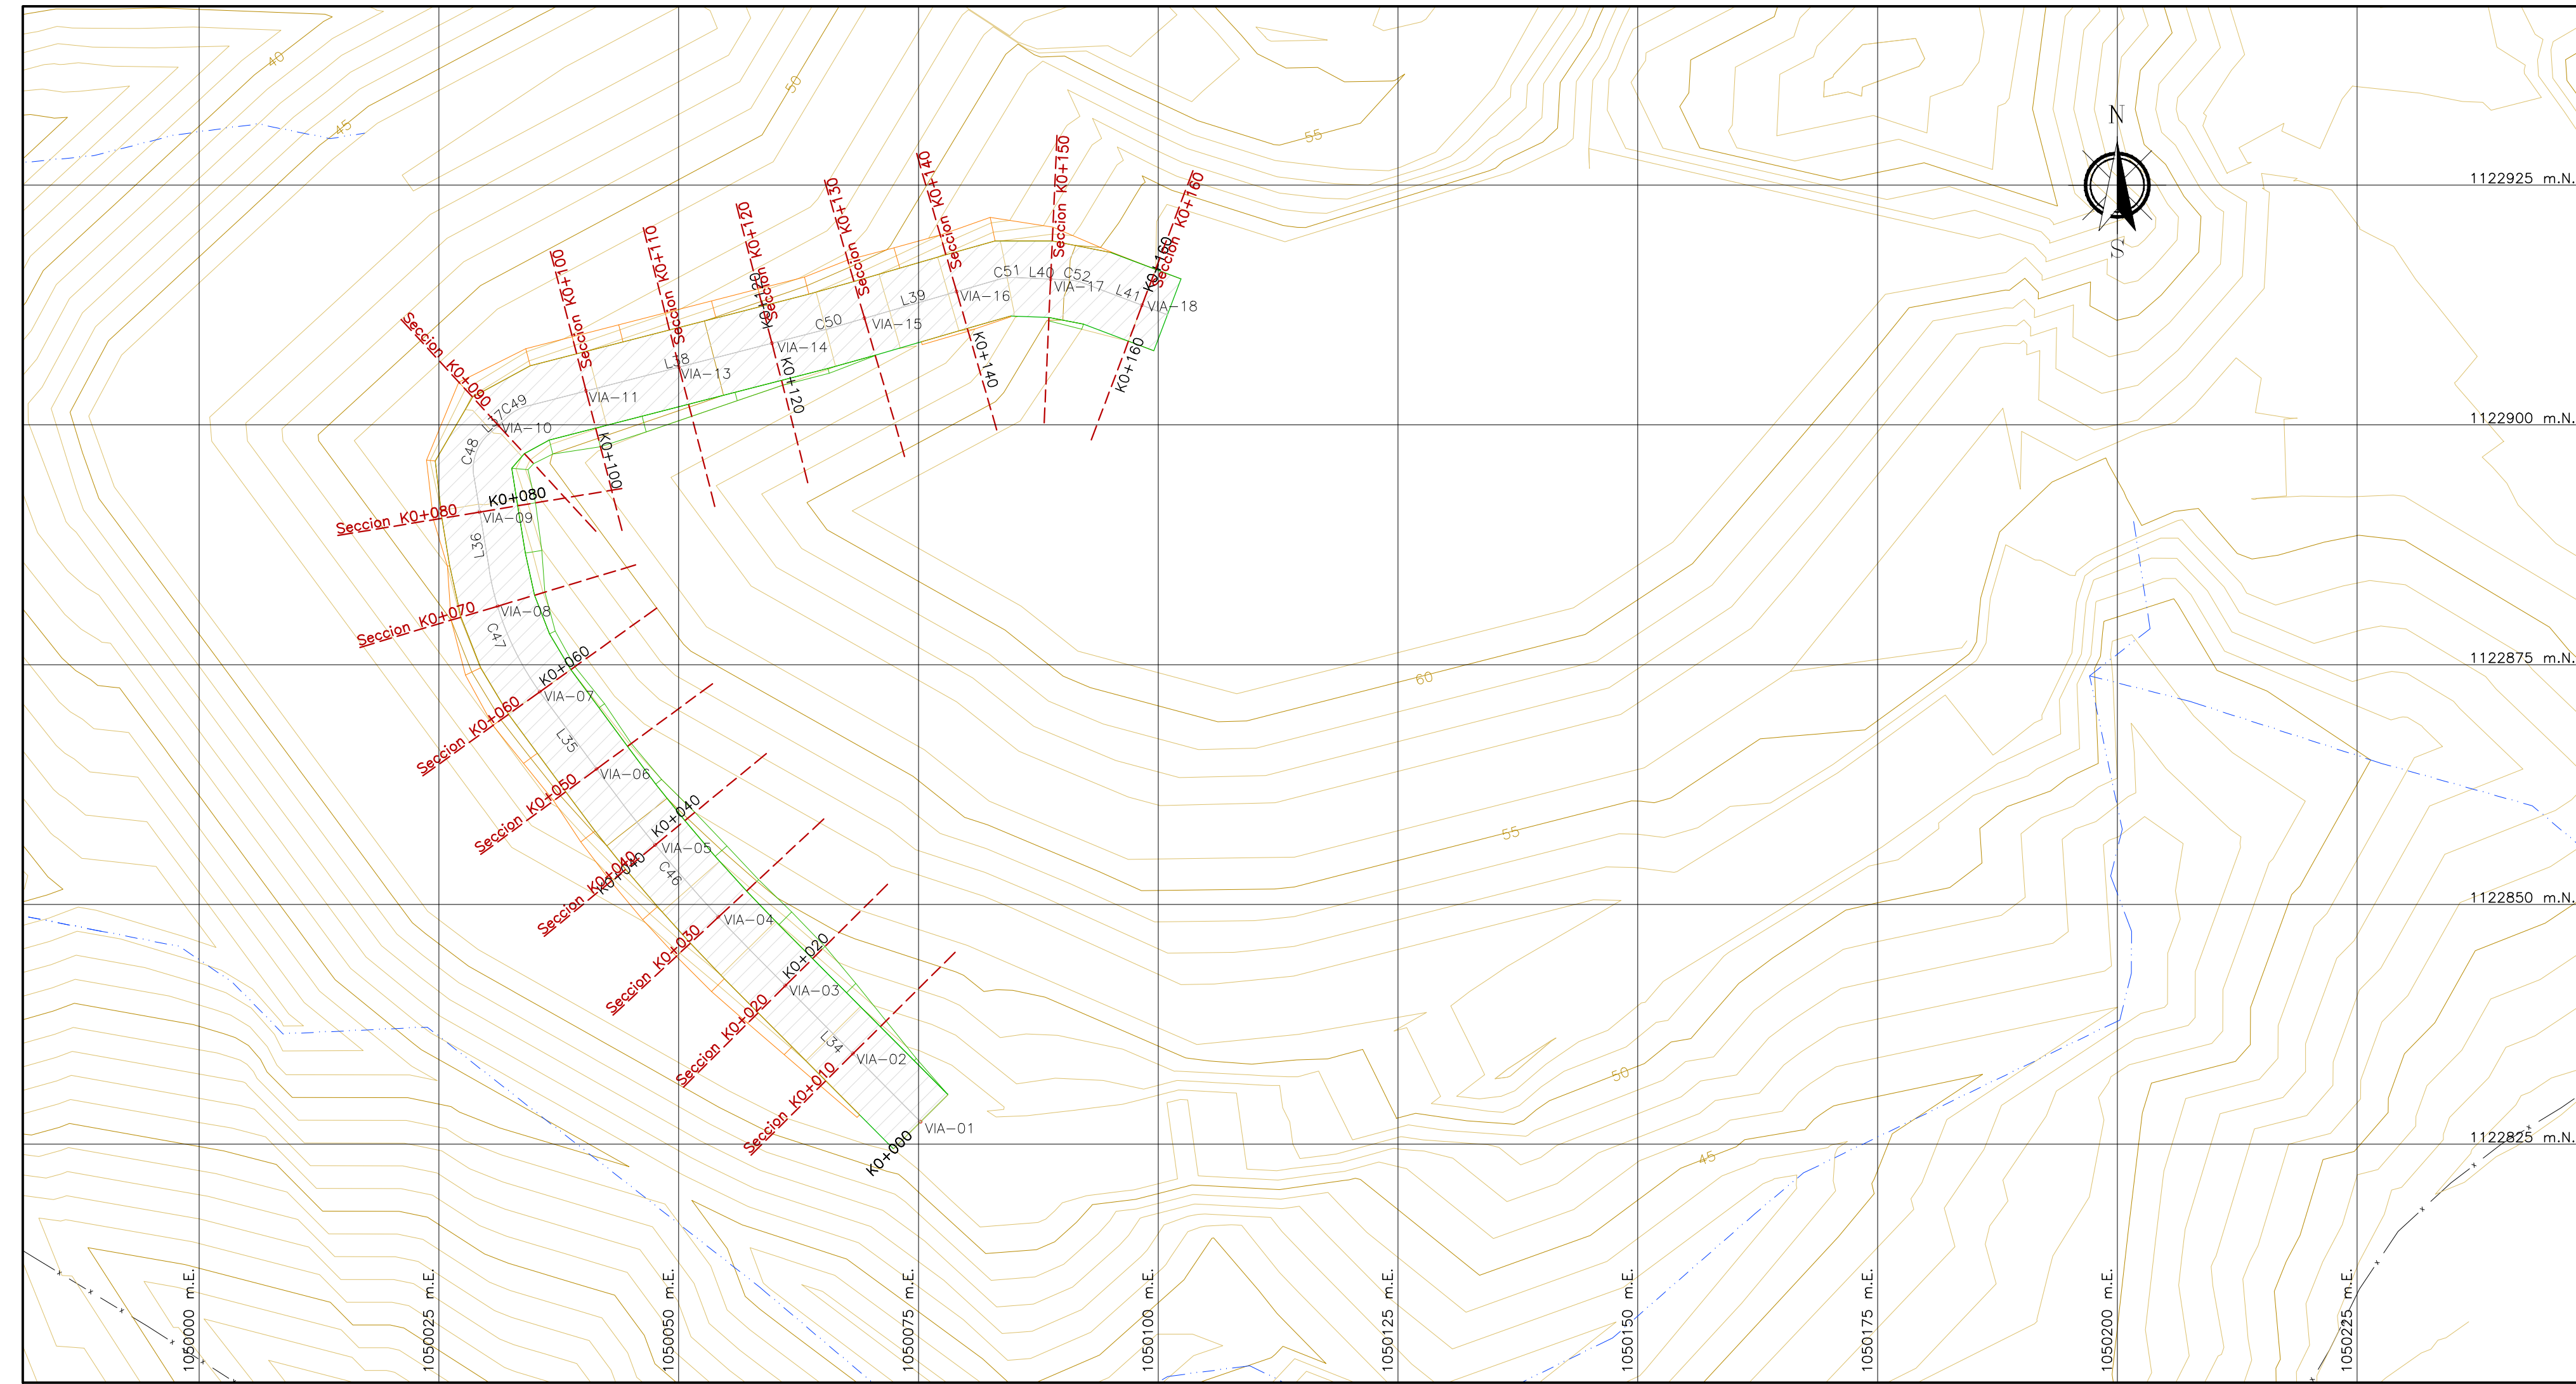 40
45
50
55
N
S
1122925 m.N.
1122900 m.N.
1122875 m.N.
1122850 m.N.
1122825 m.N.
Seccion K0+160
K0+160
K0+160
Seccion K0+150
Seccion K0+140
K0+140
Seccion K0+130
Seccion K0+120
K0+120
K0+120
Seccion K0+110
Seccion K0+100
K0+100
Seccion K0+090
Seccion K0+080
K0+080
Seccion K0+070
Seccion K0+060
K0+060
Seccion K0+050
Seccion K0+040
K0+040
K0+040
Seccion K0+030
Seccion K0+020
K0+020
Seccion K0+010
K0+000
C51
L40
C52
L41
VIA-18
VIA-17
VIA-16
L39
C50
VIA-15
VIA-14
L38
VIA-13
VIA-11
C49
L37
VIA-10
C48
VIA-09
L36
VIA-08
C47
VIA-07
L35
VIA-06
VIA-05
C46
VIA-04
VIA-03
L34
VIA-02
VIA-01
60
55
50
45
1050000 m.E.
1050025 m.E.
1050050 m.E.
1050075 m.E.
1050100 m.E.
1050125 m.E.
1050150 m.E.
1050175 m.E.
1050200 m.E.
1050225 m.E.